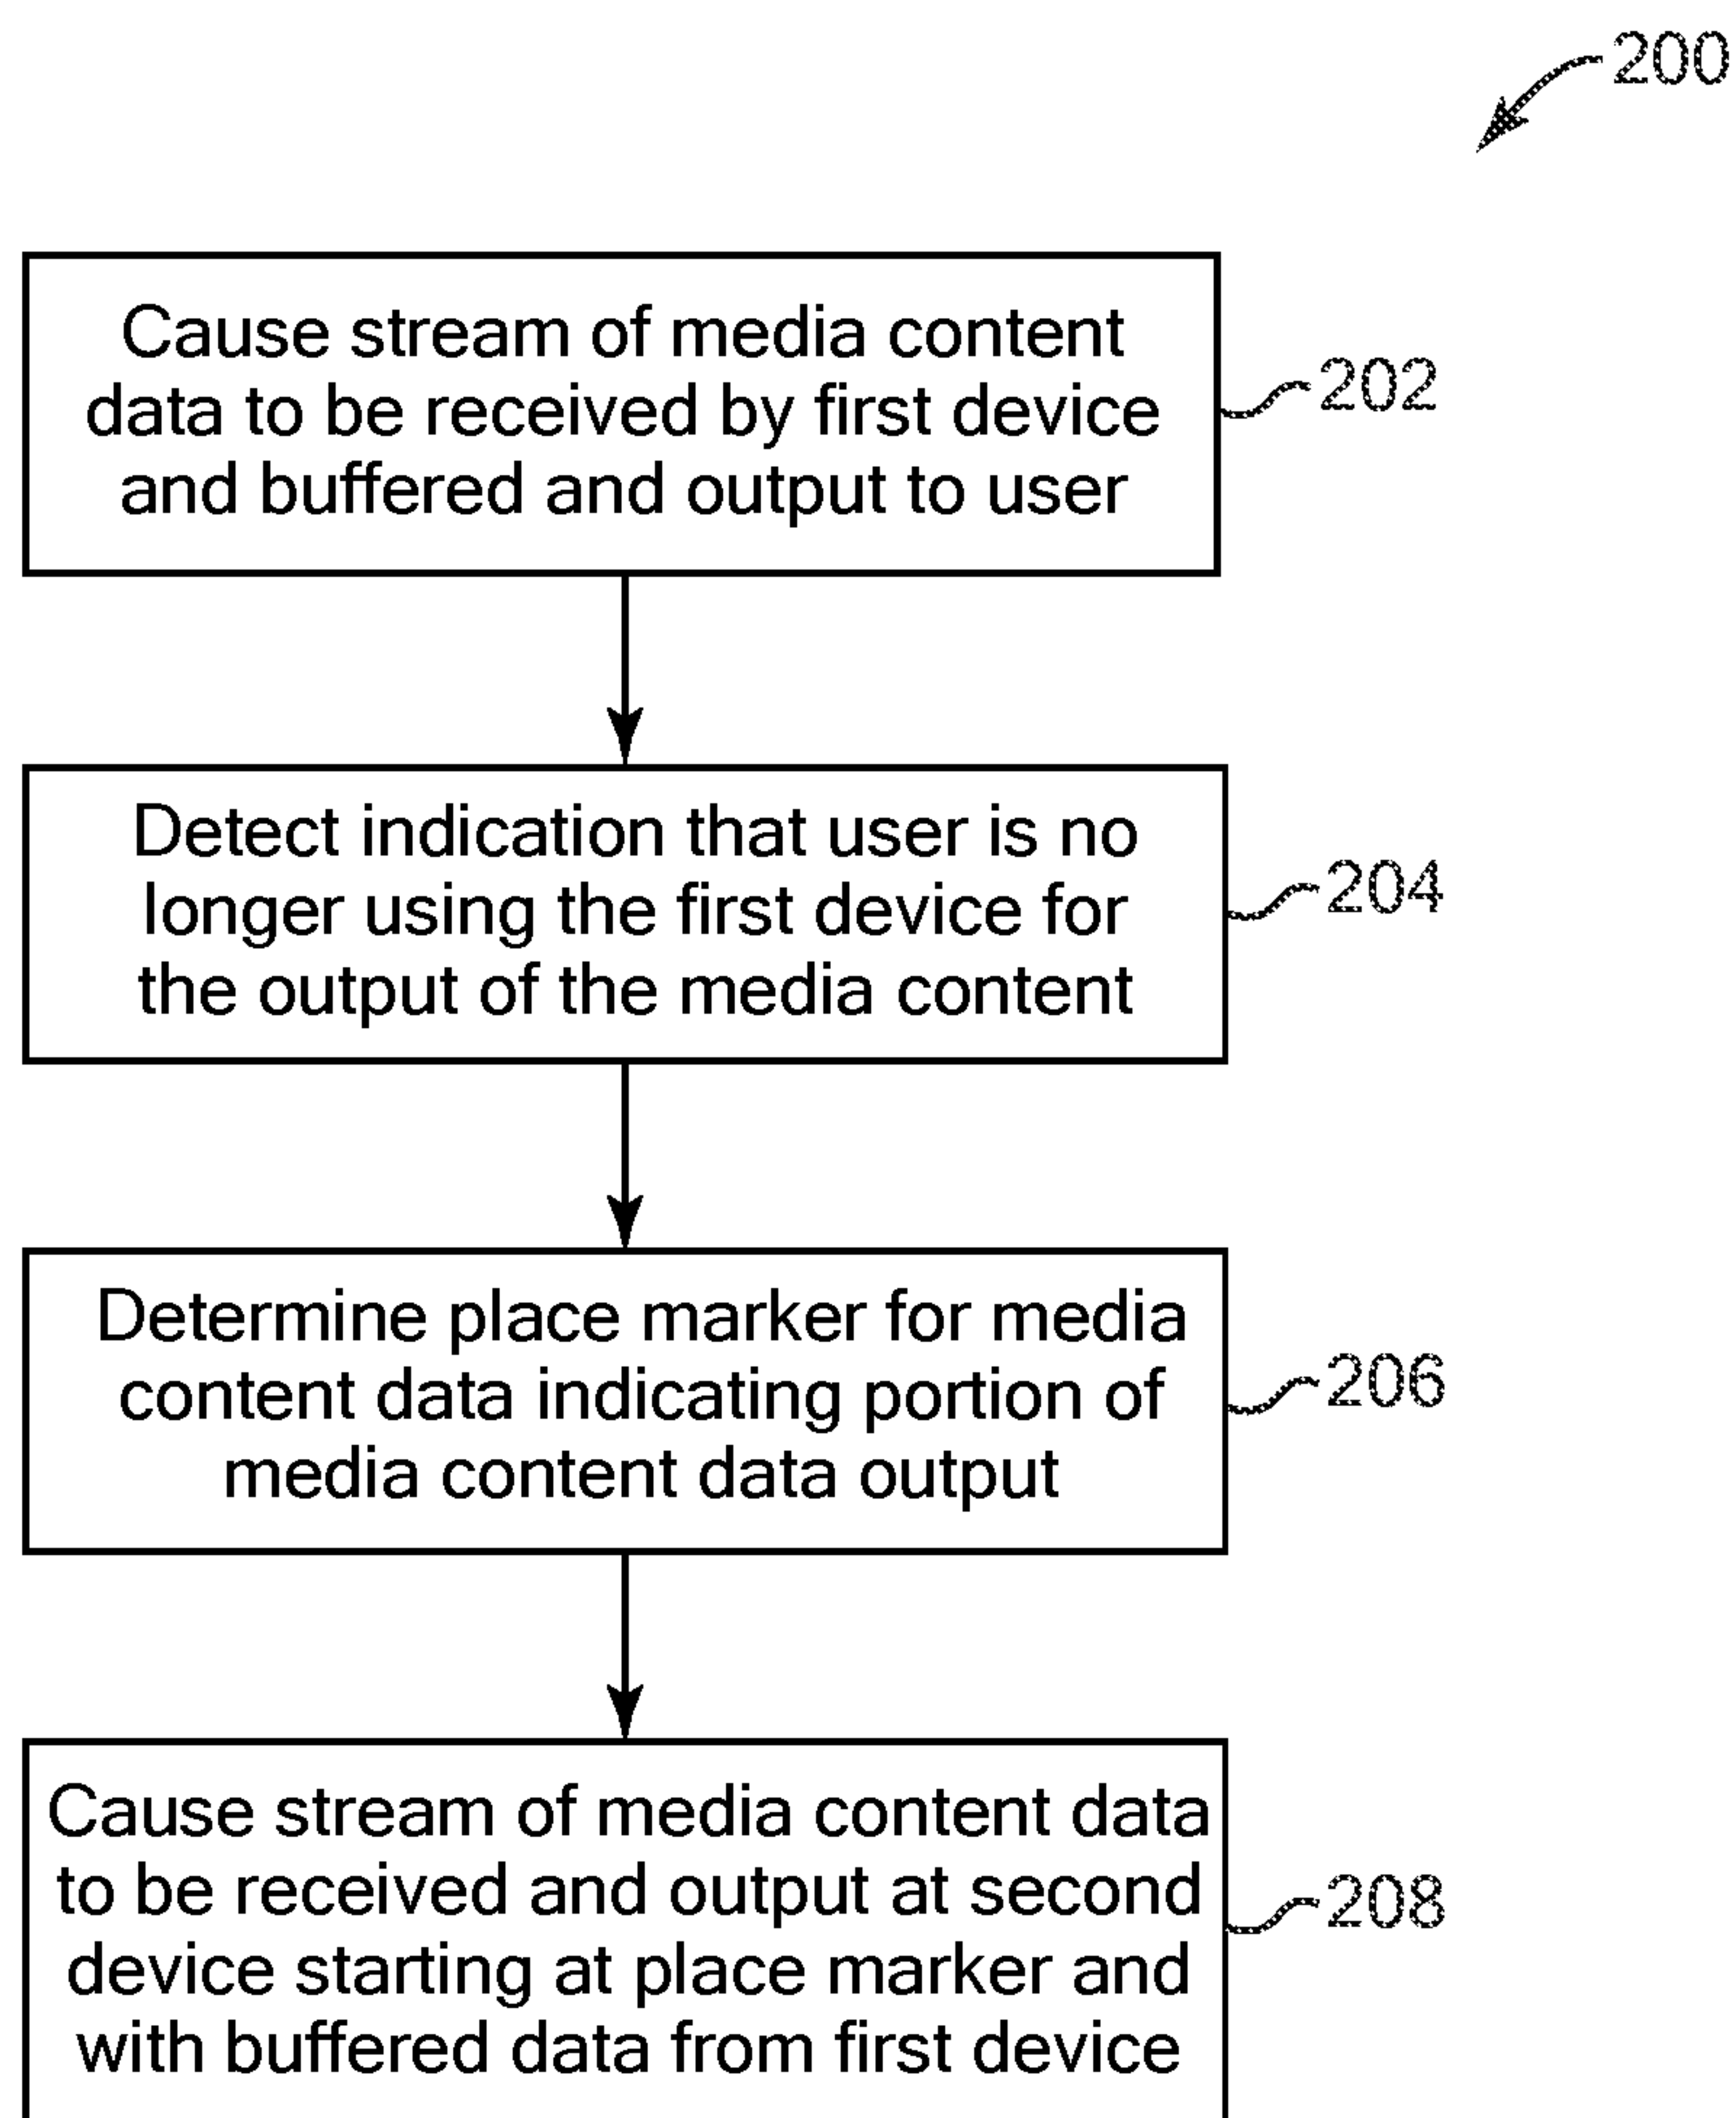 200
Cause stream of media content
data to be received by first device
and buffered and output to user
202
Detect indication that user is no
longer using the first device for
the output of the media content
204
Determine place marker for media
content data indicating portion of
media content data output
206
Cause stream of media content data
to be received and output at second
device starting at place marker and
with buffered data from first device
208